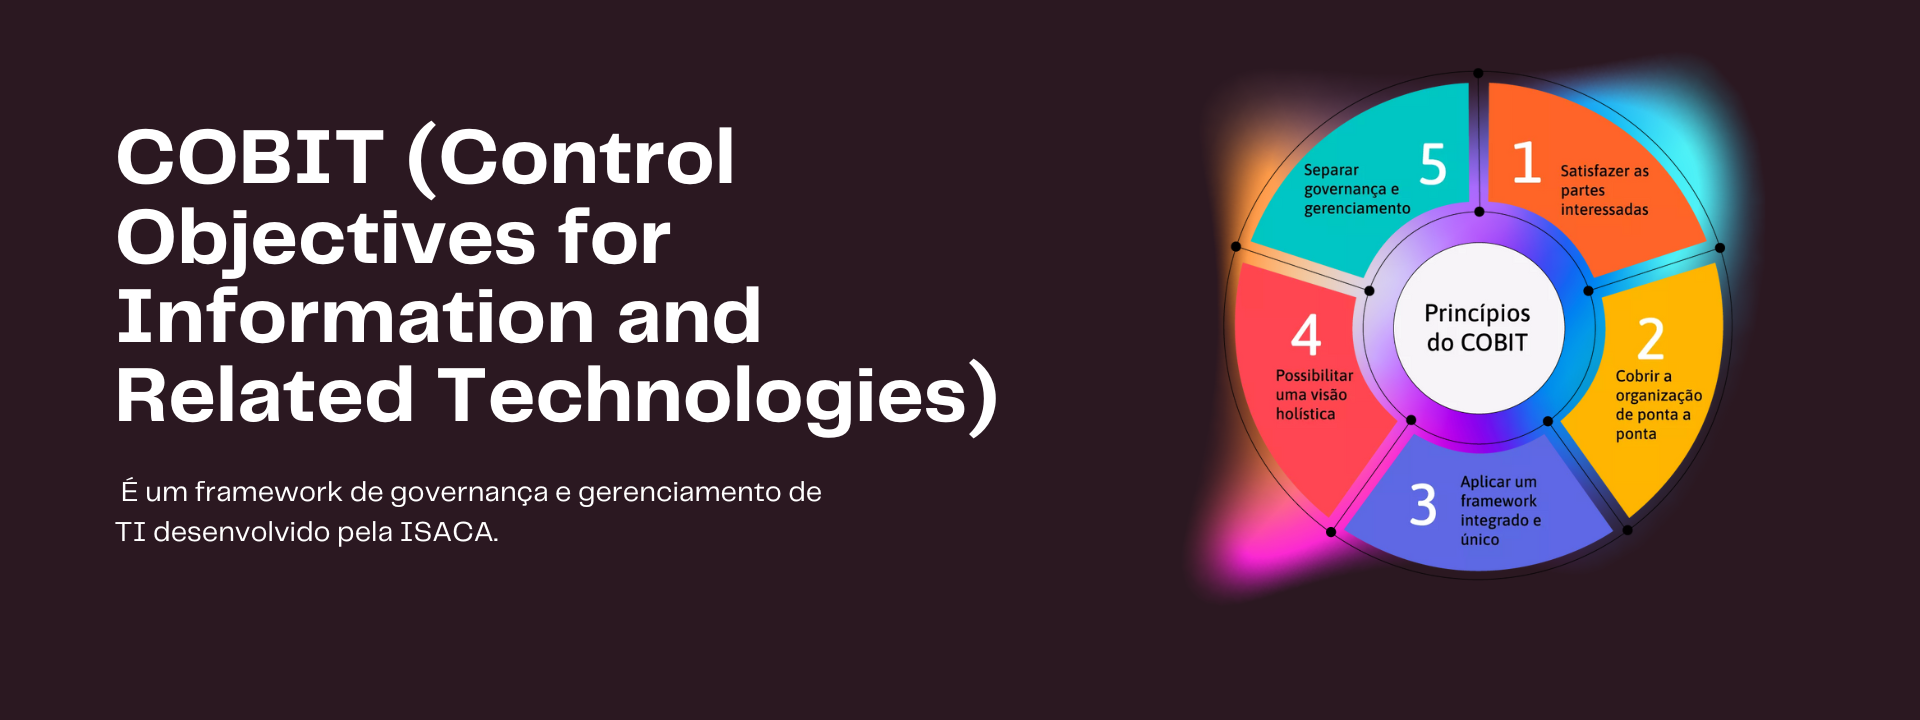 COBIT (Control
Objectives for
Information and
Related Technologies)
É um framework de governança e gerenciamento de
TI desenvolvido pela ISACA.
Princípios
do COBIT
1
Satisfazer as
partes
interessadas
2
Cobrir a
organização
de ponta a
ponta
3
Aplicar um
framework
integrado e
único
4
Possibilitar
uma visão
holística
5
Separar
governança e
gerenciamento